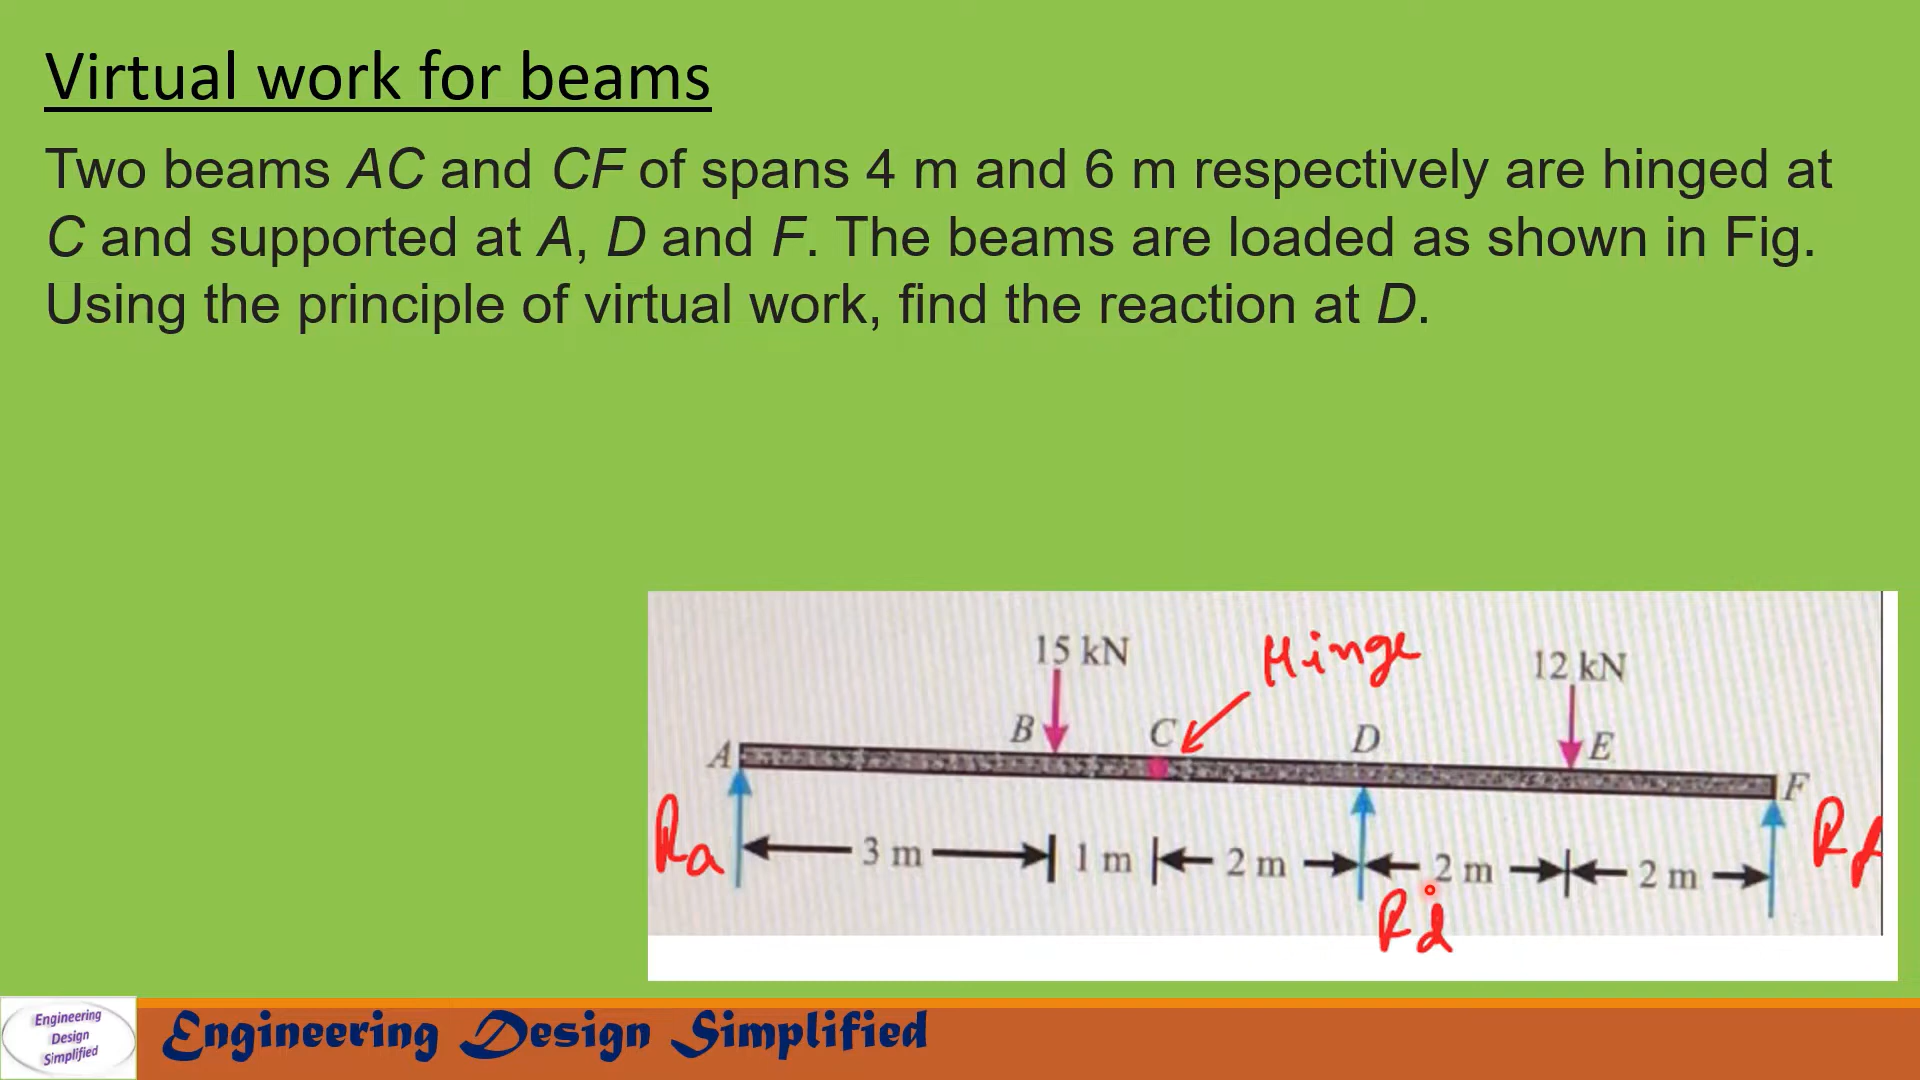 Virtual work for beams
Two beams AC and CF of spans 4 m and 6 m respectively are hinged at
C and supported at A, D and F. The beams are loaded as shown in Fig.
Using the principle of virtual work, find the reaction at D.
15 kN
Hinge
12 kN
A
B
C
D
E
F
Ra
3 m
1 m
2 m
2 m
2 m
Rf
Rd
Engineering
Design
Simplified
Engineering Design Simplified